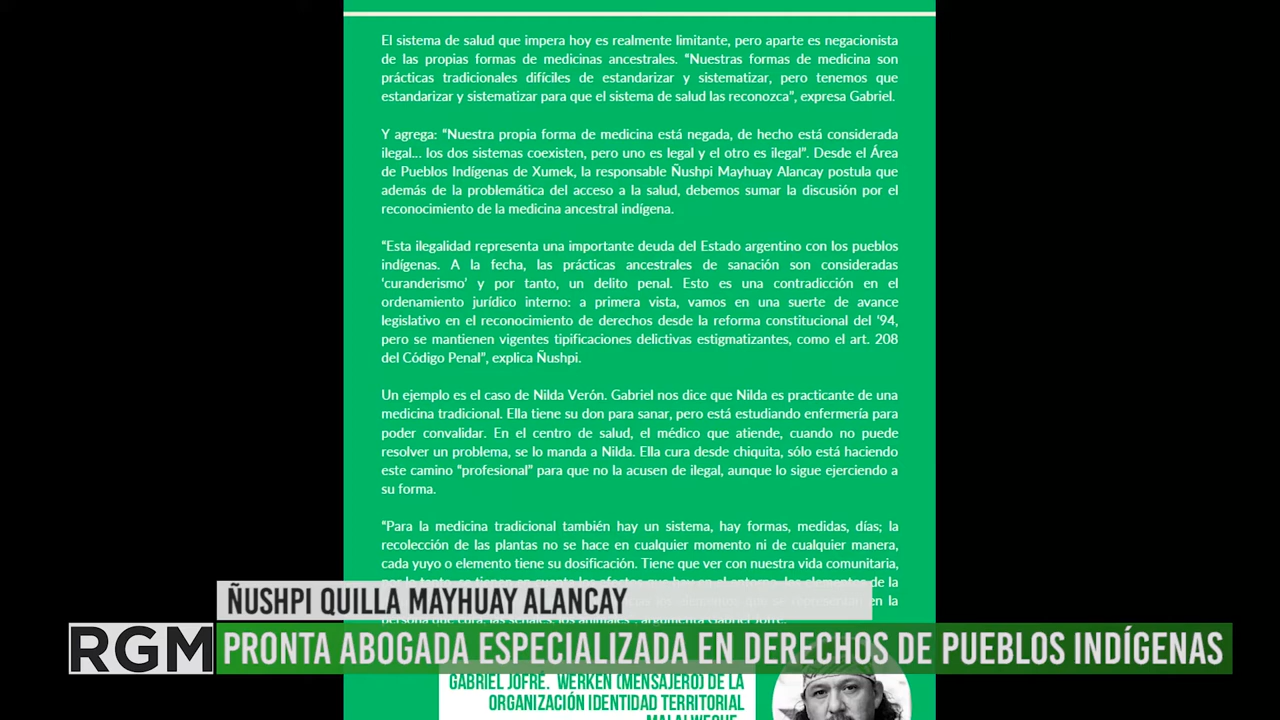 El sistema de salud que impera hoy es realmente limitante, pero aparte es negacionista
de las propias formas de medicinas ancestrales. “Nuestras formas de medicina son
prácticas tradicionales difíciles de estandarizar y sistematizar, pero tenemos que
estandarizar y sistematizar para que el sistema de salud las reconozca”, expresa Gabriel.
Y agrega: “Nuestra propia forma de medicina está negada, de hecho está considerada
ilegal... los dos sistemas coexisten, pero uno es legal y el otro es ilegal”. Desde el Área
de Pueblos Indígenas de Xumek, la responsable Ñushpi Mayhuay Alancay postula que
además de la problemática del acceso a la salud, debemos sumar la discusión por el
reconocimiento de la medicina ancestral indígena.
“Esta ilegalidad representa una importante deuda del Estado argentino con los pueblos
indígenas. A la fecha, las prácticas ancestrales de sanación son consideradas
‘curanderismo’ y por tanto, un delito penal. Esto es una contradicción en el
ordenamiento jurídico interno: a primera vista, vamos en una suerte de avance
legislativo en el reconocimiento de derechos desde la reforma constitucional del ‘94,
pero se mantienen vigentes tipificaciones delictivas estigmatizantes, como el art. 208
del Código Penal”, explica Ñushpi.
Un ejemplo es el caso de Nilda Verón. Gabriel nos dice que Nilda es practicante de una
medicina tradicional. Ella tiene su don para sanar, pero está estudiando enfermería para
poder convalidar. En el centro de salud, el médico que atiende, cuando no puede
resolver un problema, se lo manda a Nilda. Ella cura desde chiquita, sólo está haciendo
este camino “profesional” para que no la acusen de ilegal, aunque lo sigue ejerciendo a
su forma.
“Para la medicina tradicional también hay un sistema, hay formas, medidas, días; la
recolección de las plantas no se hace en cualquier momento ni de cualquier manera,
cada yuyo o elemento tiene su dosificación. Tiene que ver con nuestra vida comunitaria,
de la
en la
ÑUSHPI QUILLA MAYHUAY ALANCAY
RGM PRONTA ABOGADA ESPECIALIZADA EN DERECHOS DE PUEBLOS INDÍGENAS
GABRIEL JOFRÉ. WERKEN (MENSAJERO) DE LA
ORGANIZACIÓN IDENTIDAD TERRITORIAL